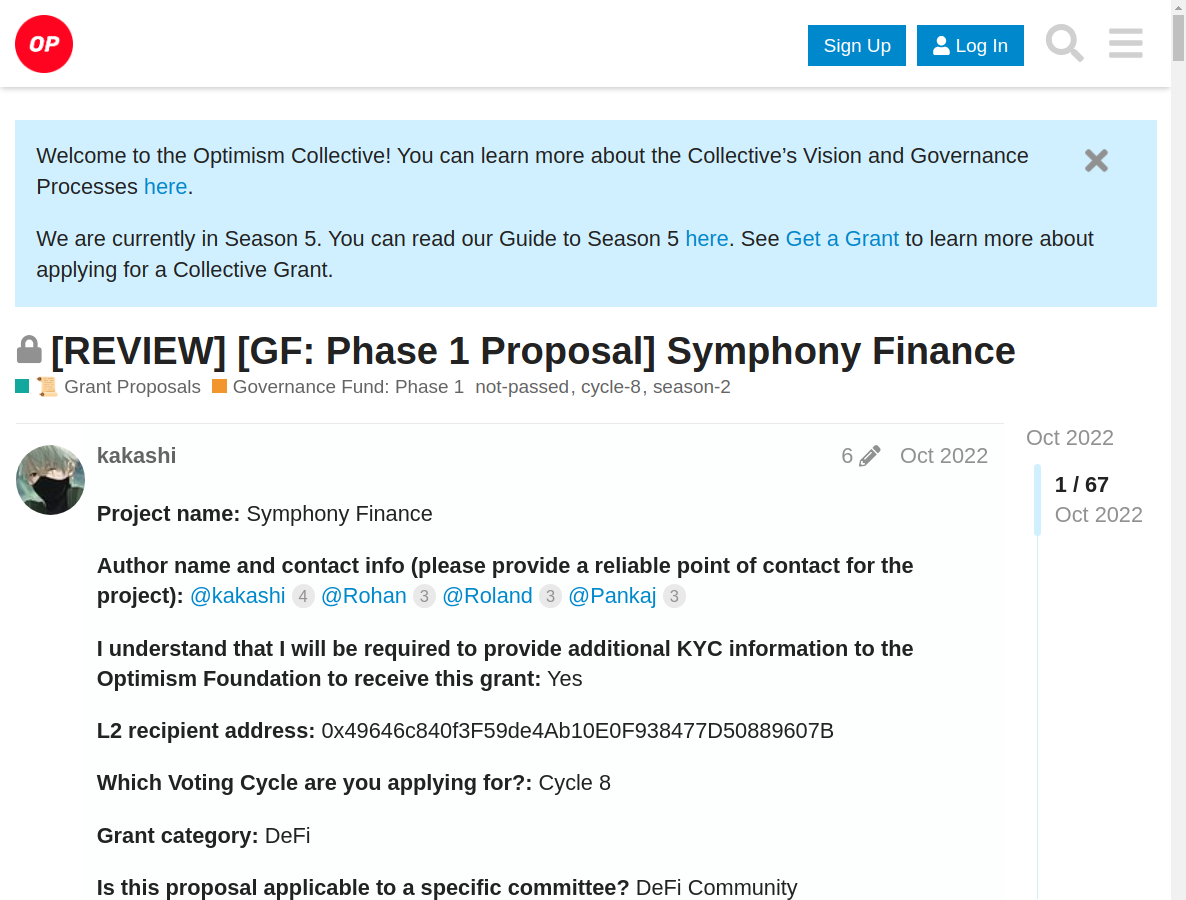 OP
Sign Up
Log In
Welcome to the Optimism Collective! You can learn more about the Collective’s Vision and Governance
Processes here.
We are currently in Season 5. You can read our Guide to Season 5 here. See Get a Grant to learn more about
applying for a Collective Grant.
[REVIEW] [GF: Phase 1 Proposal] Symphony Finance
📜 Grant Proposals Governance Fund: Phase 1 not-passed, cycle-8, season-2
kakashi 6 Oct 2022
Oct 2022
1 / 67
Oct 2022
Project name: Symphony Finance
Author name and contact info (please provide a reliable point of contact for the
project): @kakashi 4 @Rohan 3 @Roland 3 @Pankaj 3
I understand that I will be required to provide additional KYC information to the
Optimism Foundation to receive this grant: Yes
L2 recipient address: 0x49646c840f3F59de4Ab10E0F938477D50889607B
Which Voting Cycle are you applying for?: Cycle 8
Grant category: DeFi
Is this proposal applicable to a specific committee? DeFi Community